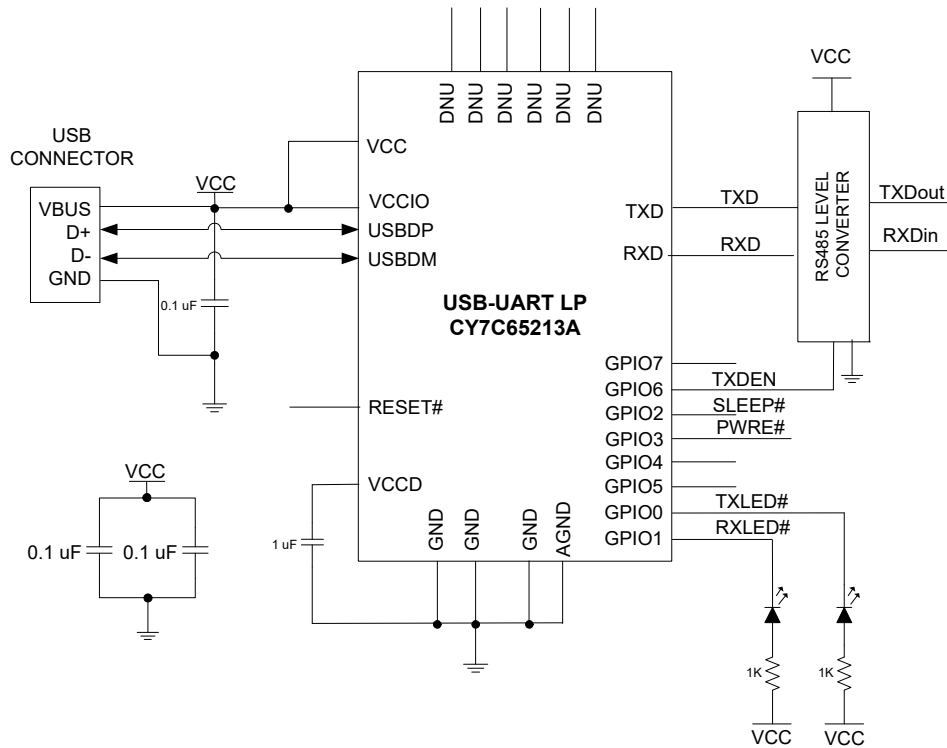 DNU
DNU
DNU
DNU
DNU
DNU
VCC
USB
CONNECTOR
VCC
VCC
VBUS
VCCIO
D+
USBDP
D-
USBDM
GND
TXD
TXD
RXD
RXD
RS485 LEVEL
CONVERTER
TXDout
RXDin
0.1 uF
USB-UART LP
CY7C65213A
GPIO7
GPIO6
TXDEN
GPIO2
SLEEP#
GPIO3
PWRE#
GPIO4
GPIO5
GPIO0
TXLED#
GPIO1
RXLED#
RESET#
VCCD
VCC
0.1 uF
0.1 uF
1 uF
GND
GND
GND
AGND
1K
1K
VCC
VCC